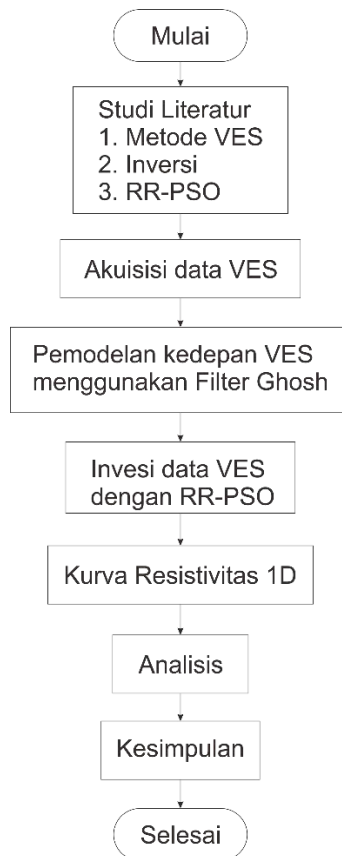 Mulai
Studi Literatur
1. Metode VES
2. Inversi
3. RR-PSO
Akuisisi data VES
Pemodelan kedepan VES
menggunakan Filter Ghosh
Invesi data VES
dengan RR-PSO
Kurva Resistivitas 1D
Analisis
Kesimpulan
Selesai